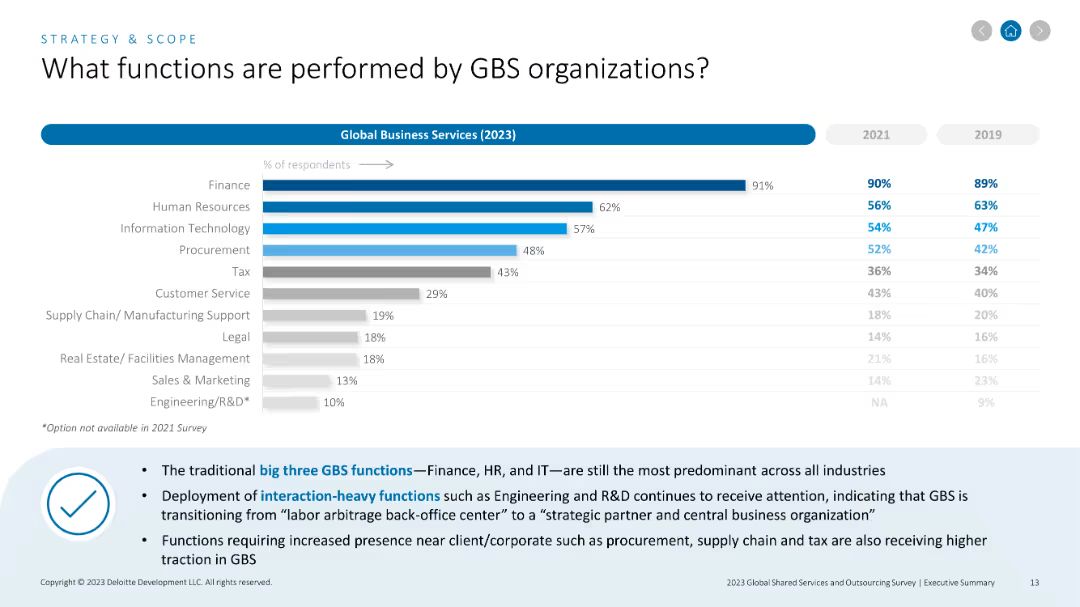 STRATEGY & SCOPE
What functions are performed by GBS organizations?
Global Business Services (2023) 2021 2019
% of respondents
Finance 91% 90% 89%
Human Resources 62% 56% 63%
Information Technology 57% 54% 47%
Procurement 48% 52% 42%
Tax 43% 36% 34%
Customer Service 29% 43% 40%
Supply Chain/ Manufacturing Support 19% 18% 20%
Legal 18% 14% 16%
Real Estate/ Facilities Management 18% 21% 16%
Sales & Marketing 13% 14% 23%
Engineering/R&D* 10% NA 9%
*Option not available in 2021 Survey
• The traditional big three GBS functions—Finance, HR, and IT—are still the most predominant across all industries
• Deployment of interaction-heavy functions such as Engineering and R&D continues to receive attention, indicating that GBS is
transitioning from “labor arbitrage back-office center” to a “strategic partner and central business organization”
• Functions requiring increased presence near client/corporate such as procurement, supply chain and tax are also receiving higher
traction in GBS
Copyright © 2023 Deloitte Development LLC. All rights reserved. 2023 Global Shared Services and Outsourcing Survey | Executive Summary 13